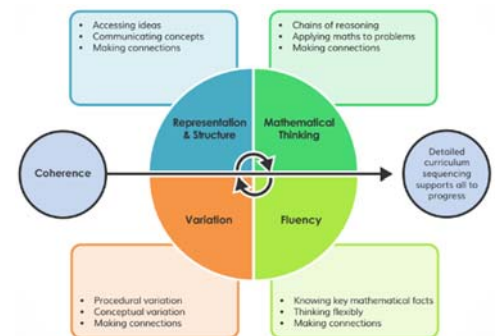 • Accessing ideas
• Communicating concepts
• Making connections
• Chains of reasoning
• Applying maths to problems
• Making connections
Representation
& Structure
Mathematical
Thinking
Coherence
Detailed
curriculum
sequencing
supports all to
progress
Variation
Fluency
• Procedural variation
• Conceptual variation
• Making connections
• Knowing key mathematical facts
• Thinking flexibly
• Making connections